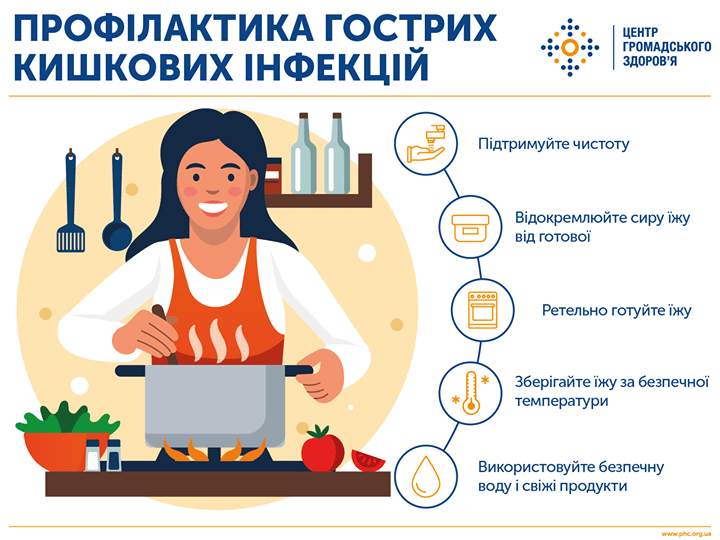 ПРОФІЛАКТИКА ГОСТРИХ
КИШКОВИХ ІНФЕКЦІЙ
ЦЕНТР
ГРОМАДСЬКОГО
ЗДОРОВ'Я
Підтримуйте чистоту
Відокремлюйте сиру їжу
від готової
Ретельно готуйте їжу
Зберігайте їжу за безпечної
температури
Використовуйте безпечну
воду і свіжі продукти
www.phc.org.ua